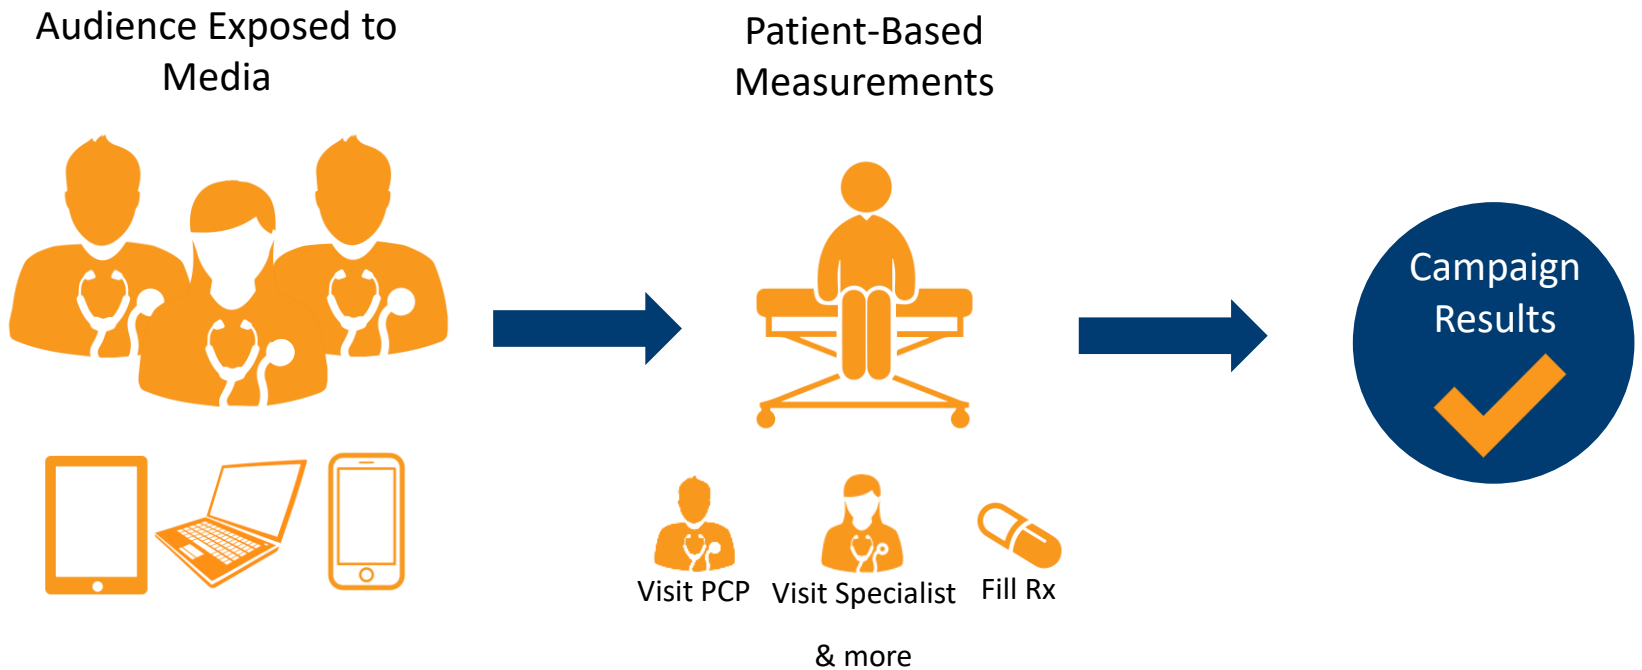 Audience Exposed to
Media
Patient-Based
Measurements
Campaign
Results
Visit PCP
Visit Specialist
Fill Rx
& more